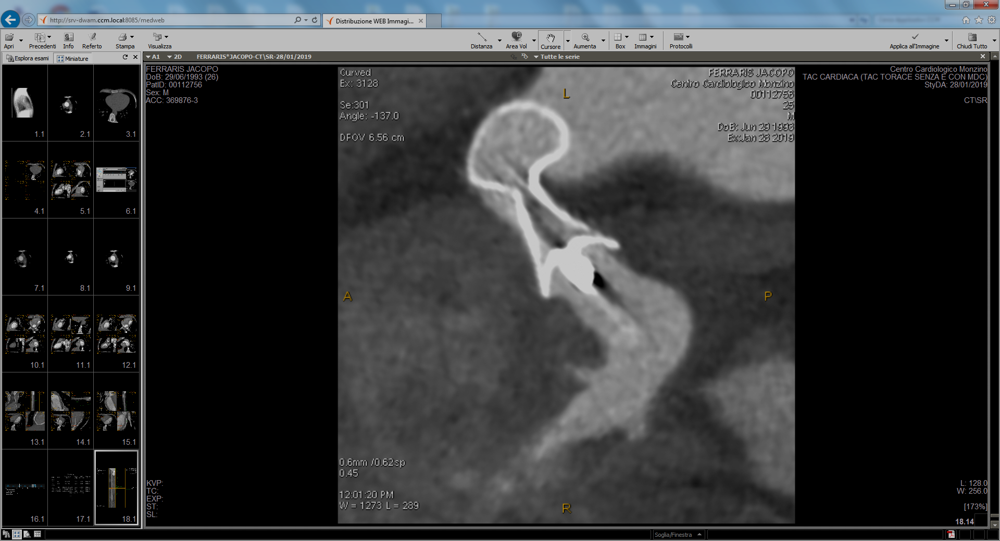 http://srv-dwam.ccm.local:8085/medweb
Distribuzione WEB Immagi...
Apri
Precedenti
Info
Referto
Stampa
Visualizza
Distanza
Area Vol
Cursore
Aumenta
Box
Immagini
Protocolli
Applica all'Immagine
Chiudi Tutto
Esplora esami
Miniature
A1
2D
FERRARIS*JACOPO-CT\SR-28/01/2019
Tutte le serie
1.1
2.1
3.1
4.1
5.1
6.1
7.1
8.1
9.1
10.1
11.1
12.1
13.1
14.1
15.1
16.1
17.1
18.1
FERRARIS JACOPO
DoB: 29/06/1993 (26)
PatID: 00112756
Sex: M
ACC: 369876-3
Curved
Ex: 3128
Se:301
Angle: -137.0
DFOV 6.56 cm
L
FERRARIS JACOPO
Centro Cardiologico Monzino
00112756
25
M
DoB: Jun 29 1993
Ex:Jan 28 2019
Centro Cardiologico Monzino
TAC CARDIACA (TAC TORACE SENZA E CON MDC)
StyDA: 28/01/2019
CT\SR
A
P
0.6mm /0.62sp
0.45
12:01:20 PM
W = 1273 L = 289
R
KVP:
TC:
EXP:
ST:
SL:
L: 128.0
W: 256.0
[173%]
18.14
Soglia/Finestra